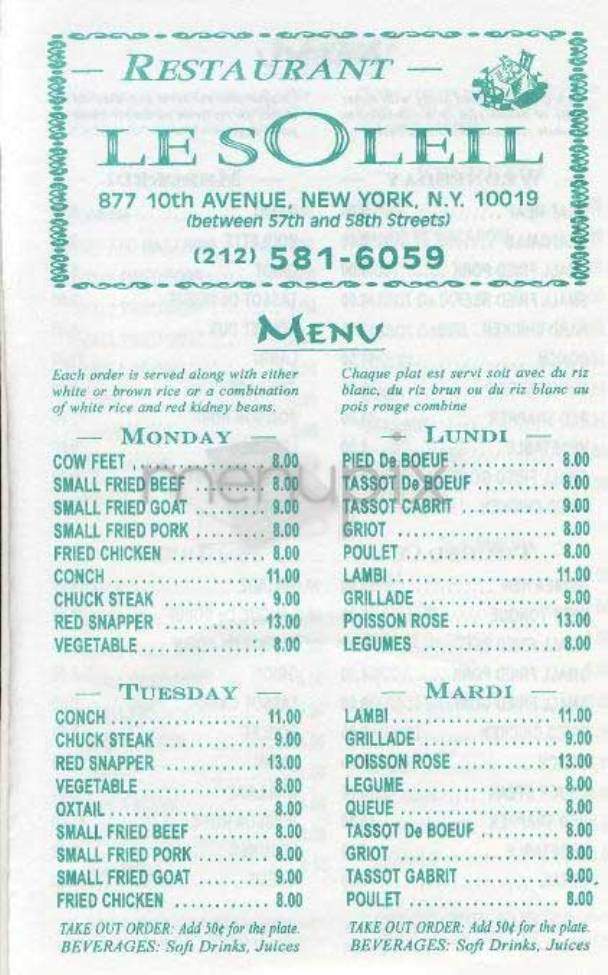 RESTAURANT
LE SOLEIL
877 10th AVENUE, NEW YORK, N.Y. 10019
(between 57th and 58th Streets)
(212) 581-6059
MENU
Each order is served along with either
white or brown rice or a combination
of white rice and red kidney beans.
— MONDAY —
COW FEET .................. 8.00
SMALL FRIED BEEF .......... 8.00
SMALL FRIED GOAT .......... 9.00
SMALL FRIED PORK .......... 8.00
FRIED CHICKEN ............. 8.00
CONCH .................... 11.00
CHUCK STEAK ............... 9.00
RED SNAPPER .............. 13.00
VEGETABLE ................. 8.00
— TUESDAY —
CONCH .................... 11.00
CHUCK STEAK ............... 9.00
RED SNAPPER .............. 13.00
VEGETABLE ................. 8.00
OXTAIL .................... 8.00
SMALL FRIED BEEF .......... 8.00
SMALL FRIED PORK .......... 8.00
SMALL FRIED GOAT .......... 9.00
FRIED CHICKEN ............. 8.00
TAKE OUT ORDER: Add 50¢ for the plate.
BEVERAGES: Soft Drinks, Juices
Chaque plat est servi soit avec du riz
blanc, du riz brun ou du riz blanc au
pois rouge combine
— LUNDI —
PIED De BOEUF ............. 8.00
TASSOT De BOEUF ........... 8.00
TASSOT CABRIT ............. 9.00
GRIOT ..................... 8.00
POULET .................... 8.00
LAMBI .................... 11.00
GRILLADE .................. 9.00
POISSON ROSE ............. 13.00
LEGUMES ................... 8.00
— MARDI —
LAMBI .................... 11.00
GRILLADE .................. 9.00
POISSON ROSE ............. 13.00
LEGUME .................... 8.00
QUEUE ..................... 8.00
TASSOT De BOEUF ........... 8.00
GRIOT ..................... 8.00
TASSOT GABRIT ............. 9.00
POULET .................... 8.00
TAKE OUT ORDER: Add 50¢ for the plate.
BEVERAGES: Soft Drinks, Juices
menupix